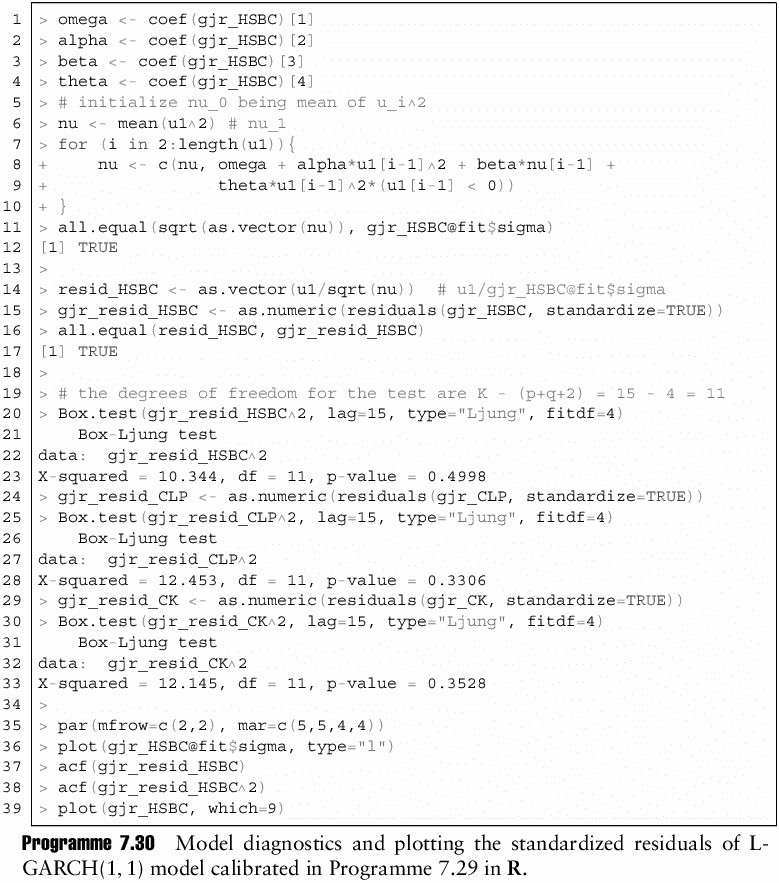 1 > omega <- coef(gjr_HSBC)[1]
2 > alpha <- coef(gjr_HSBC)[2]
3 > beta <- coef(gjr_HSBC)[3]
4 > theta <- coef(gjr_HSBC)[4]
5 > # initialize nu_0 being mean of u_i^2
6 > nu <- mean(u1^2) # nu_1
7 > for (i in 2:length(u1)){
8 +     nu <- c(nu, omega + alpha*u1[i-1]^2 + beta*nu[i-1] +
9 +                 theta*u1[i-1]^2*(u1[i-1] < 0))
10 + }
11 > all.equal(sqrt(as.vector(nu)), gjr_HSBC@fit$sigma)
12 [1] TRUE
13 >
14 > resid_HSBC <- as.vector(u1/sqrt(nu))  # u1/gjr_HSBC@fit$sigma
15 > gjr_resid_HSBC <- as.numeric(residuals(gjr_HSBC, standardize=TRUE))
16 > all.equal(resid_HSBC, gjr_resid_HSBC)
17 [1] TRUE
18 >
19 > # the degrees of freedom for the test are K - (p+q+2) = 15 - 4 = 11
20 > Box.test(gjr_resid_HSBC^2, lag=15, type="Ljung", fitdf=4)
21     Box-Ljung test
22 data:  gjr_resid_HSBC^2
23 X-squared = 10.344, df = 11, p-value = 0.4998
24 > gjr_resid_CLP <- as.numeric(residuals(gjr_CLP, standardize=TRUE))
25 > Box.test(gjr_resid_CLP^2, lag=15, type="Ljung", fitdf=4)
26     Box-Ljung test
27 data:  gjr_resid_CLP^2
28 X-squared = 12.453, df = 11, p-value = 0.3306
29 > gjr_resid_CK <- as.numeric(residuals(gjr_CK, standardize=TRUE))
30 > Box.test(gjr_resid_CK^2, lag=15, type="Ljung", fitdf=4)
31     Box-Ljung test
32 data:  gjr_resid_CK^2
33 X-squared = 12.145, df = 11, p-value = 0.3528
34 >
35 > par(mfrow=c(2,2), mar=c(5,5,4,4))
36 > plot(gjr_HSBC@fit$sigma, type="l")
37 > acf(gjr_resid_HSBC)
38 > acf(gjr_resid_HSBC^2)
39 > plot(gjr_HSBC, which=9)
Programme 7.30 Model diagnostics and plotting the standardized residuals of L-
GARCH(1, 1) model calibrated in Programme 7.29 in R.